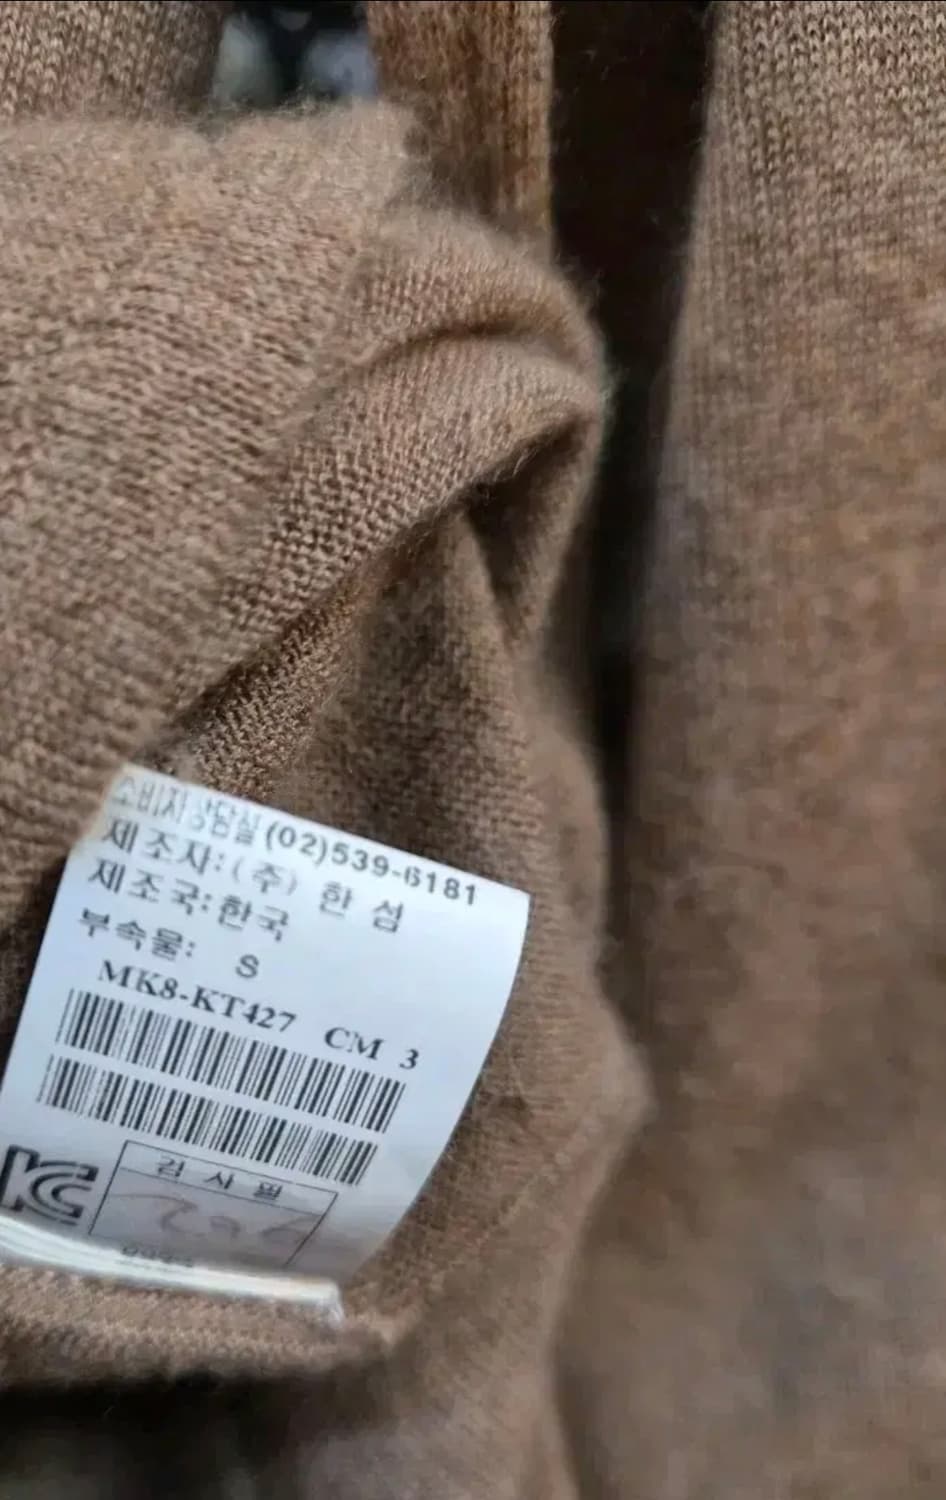 소비자상담실(02)539-6181
제조자:(주) 한 섬
제조국:한국
부속물: S
MK8-KT427 CM 3
KC
검 사 필